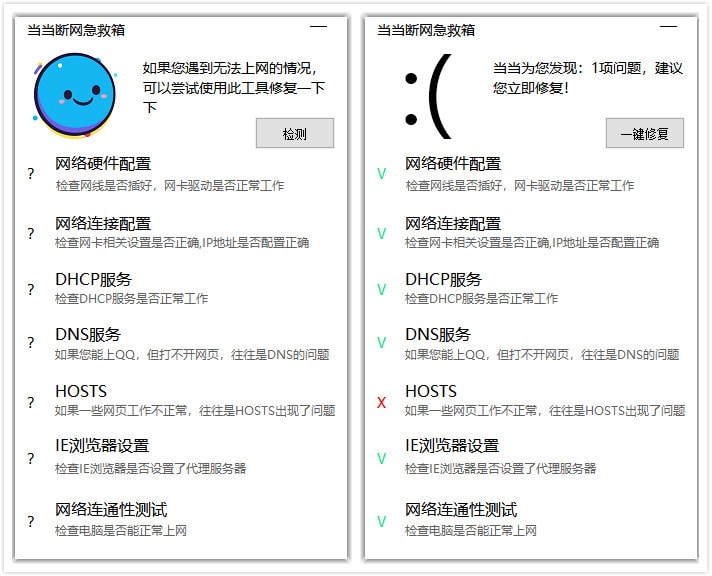 当当断网急救箱
如果您遇到无法上网的情况，
可以尝试使用此工具修复一下
下
检测
?
网络硬件配置
检查网线是否插好，网卡驱动是否正常工作
?
网络连接配置
检查网卡相关设置是否正确,IP地址是否配置正确
?
DHCP服务
检查DHCP服务是否正常工作
?
DNS服务
如果您能上QQ，但打不开网页，往往是DNS的问题
?
HOSTS
如果一些网页工作不正常，往往是HOSTS出现了问题
?
IE浏览器设置
检查IE浏览器是否设置了代理服务器
?
网络连通性测试
检查电脑是否能正常上网
当当断网急救箱
:(
当当为您发现：1项问题，建议
您立即修复！
一键修复
V
网络硬件配置
检查网线是否插好，网卡驱动是否正常工作
V
网络连接配置
检查网卡相关设置是否正确,IP地址是否配置正确
V
DHCP服务
检查DHCP服务是否正常工作
V
DNS服务
如果您能上QQ，但打不开网页，往往是DNS的问题
X
HOSTS
如果一些网页工作不正常，往往是HOSTS出现了问题
V
IE浏览器设置
检查IE浏览器是否设置了代理服务器
V
网络连通性测试
检查电脑是否能正常上网